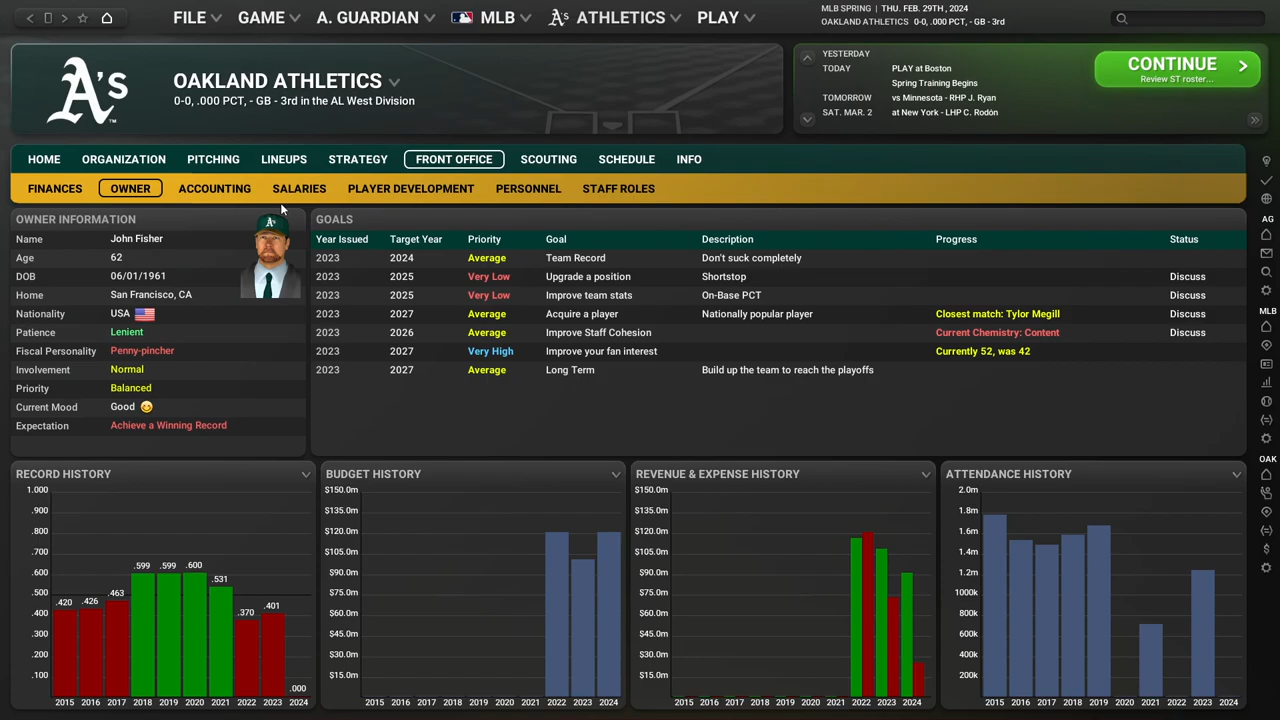 FILE GAME A. GUARDIAN MLB A's ATHLETICS PLAY
MLB SPRING | THU. FEB. 29TH , 2024
OAKLAND ATHLETICS 0-0, .000 PCT, - GB - 3rd
A's
OAKLAND ATHLETICS
0-0, .000 PCT, - GB - 3rd in the AL West Division
YESTERDAY
TODAY PLAY at Boston
Spring Training Begins
TOMORROW vs Minnesota - RHP J. Ryan
SAT. MAR. 2 at New York - LHP C. Rodón
CONTINUE
Review ST roster...
HOME ORGANIZATION PITCHING LINEUPS STRATEGY FRONT OFFICE SCOUTING SCHEDULE INFO
FINANCES OWNER ACCOUNTING SALARIES PLAYER DEVELOPMENT PERSONNEL STAFF ROLES
OWNER INFORMATION
Name John Fisher
Age 62
DOB 06/01/1961
Home San Francisco, CA
Nationality USA
Patience Lenient
Fiscal Personality Penny-pincher
Involvement Normal
Priority Balanced
Current Mood Good
Expectation Achieve a Winning Record
GOALS
Year Issued Target Year Priority Goal Description Progress Status
2023 2024 Average Team Record Don't suck completely
2023 2025 Very Low Upgrade a position Shortstop Discuss
2023 2025 Very Low Improve team stats On-Base PCT Discuss
2023 2027 Average Acquire a player Nationally popular player Closest match: Tylor Megill Discuss
2023 2026 Average Improve Staff Cohesion Current Chemistry: Content Discuss
2023 2027 Very High Improve your fan interest Currently 52, was 42
2023 2027 Average Long Term Build up the team to reach the playoffs
RECORD HISTORY
1.000
.900
.800
.700
.600
.500
.400
.300
.200
.100
.420 .426 .463 .599 .599 .600 .531 .370 .401 .000
2015 2016 2017 2018 2019 2020 2021 2022 2023 2024
BUDGET HISTORY
$150.0m
$135.0m
$120.0m
$105.0m
$90.0m
$75.0m
$60.0m
$45.0m
$30.0m
$15.0m
2015 2016 2017 2018 2019 2020 2021 2022 2023 2024
REVENUE & EXPENSE HISTORY
$150.0m
$135.0m
$120.0m
$105.0m
$90.0m
$75.0m
$60.0m
$45.0m
$30.0m
$15.0m
2015 2016 2017 2018 2019 2020 2021 2022 2023 2024
ATTENDANCE HISTORY
2.0m
1.8m
1.6m
1.4m
1.2m
1000k
800k
600k
400k
200k
2015 2016 2017 2018 2019 2020 2021 2022 2023 2024
AG
MLB
OAK